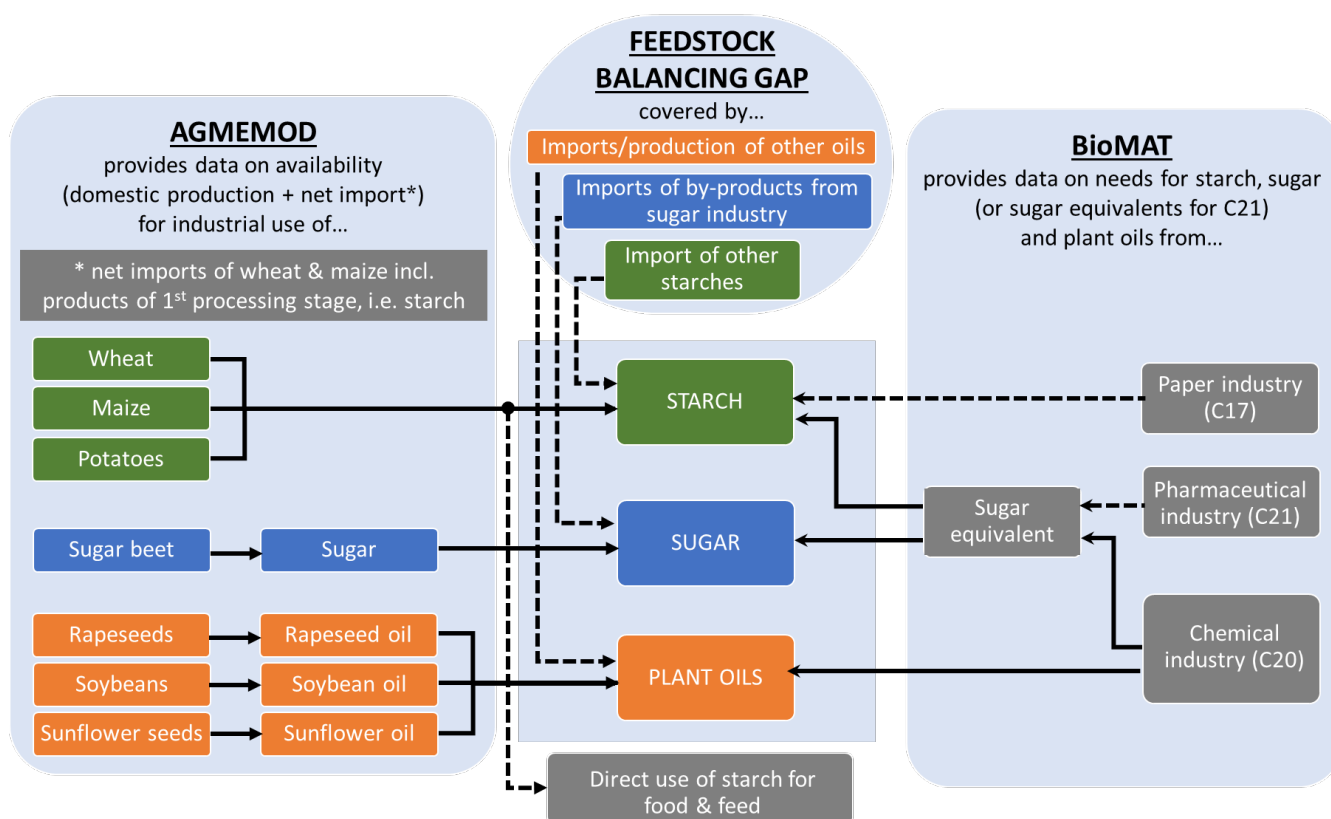 FEEDSTOCK
BALANCING GAP
covered by…
Imports/production of other oils
Imports of by-products from
sugar industry
Import of other
starches
AGMEMOD
provides data on availability
(domestic production + net import*)
for industrial use of…
* net imports of wheat & maize incl.
products of 1st processing stage, i.e. starch
Wheat
Maize
Potatoes
Sugar beet
Sugar
Rapeseeds
Rapeseed oil
Soybeans
Soybean oil
Sunflower seeds
Sunflower oil
STARCH
SUGAR
PLANT OILS
Direct use of starch for
food & feed
BioMAT
provides data on needs for starch, sugar
(or sugar equivalents for C21)
and plant oils from…
Paper industry
(C17)
Pharmaceutical
industry (C21)
Sugar
equivalent
Chemical
industry (C20)